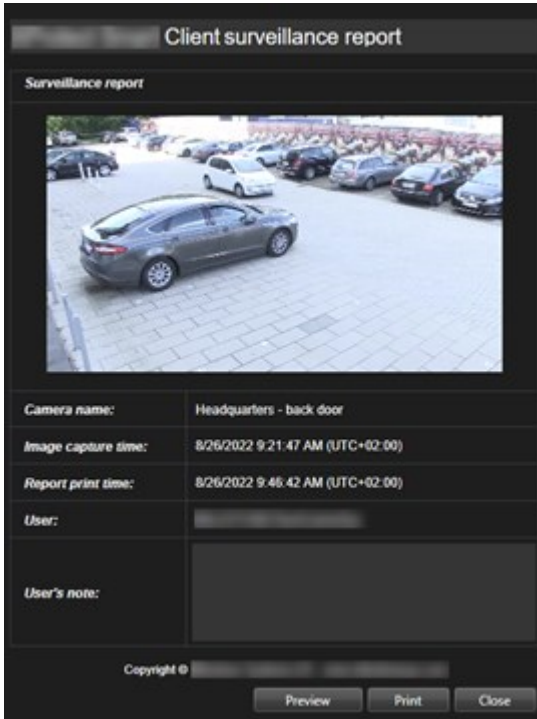 Client surveillance report
Surveillance report
Camera name: Headquarters - back door
Image capture time: 8/26/2022 9:21:47 AM (UTC+02:00)
Report print time: 8/26/2022 9:46:42 AM (UTC+02:00)
User:
User's note:
Copyright ©
Preview Print Close